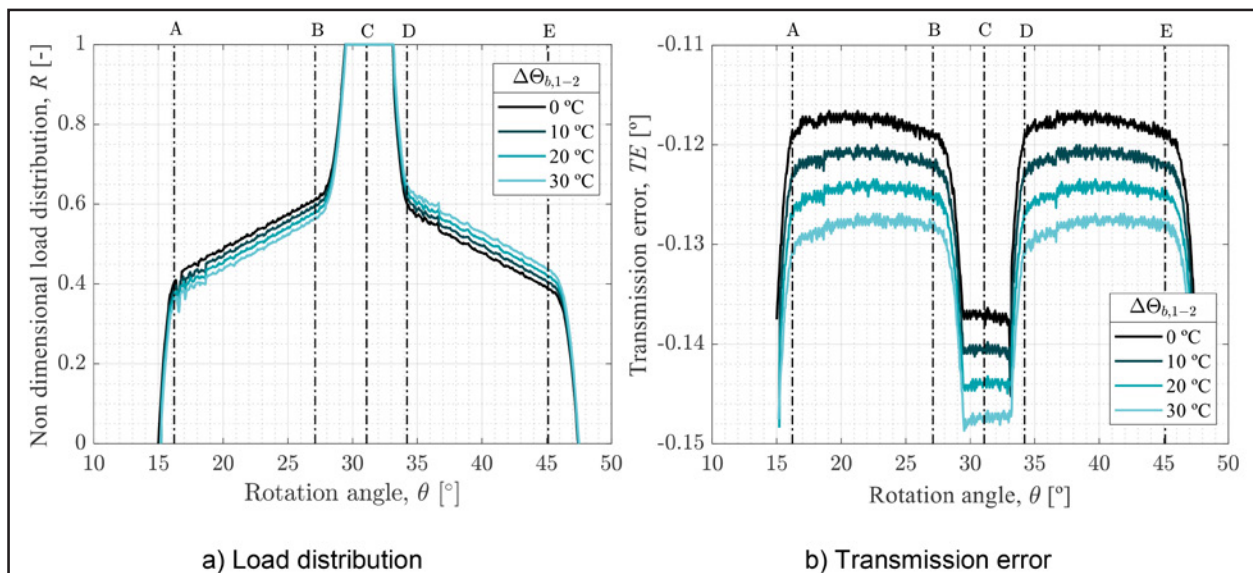 A B C D E
Non dimensional load distribution, R [-]
1
0.8
0.6
0.4
0.2
0
10 15 20 25 30 35 40 45 50
Rotation angle, θ [°]
ΔΘb,1−2
0 ºC
10 ºC
20 ºC
30 ºC
a) Load distribution
A B C D E
Transmission error, TE [º]
-0.11
-0.12
-0.13
-0.14
-0.15
10 15 20 25 30 35 40 45 50
Rotation angle, θ [º]
ΔΘb,1−2
0 ºC
10 ºC
20 ºC
30 ºC
b) Transmission error